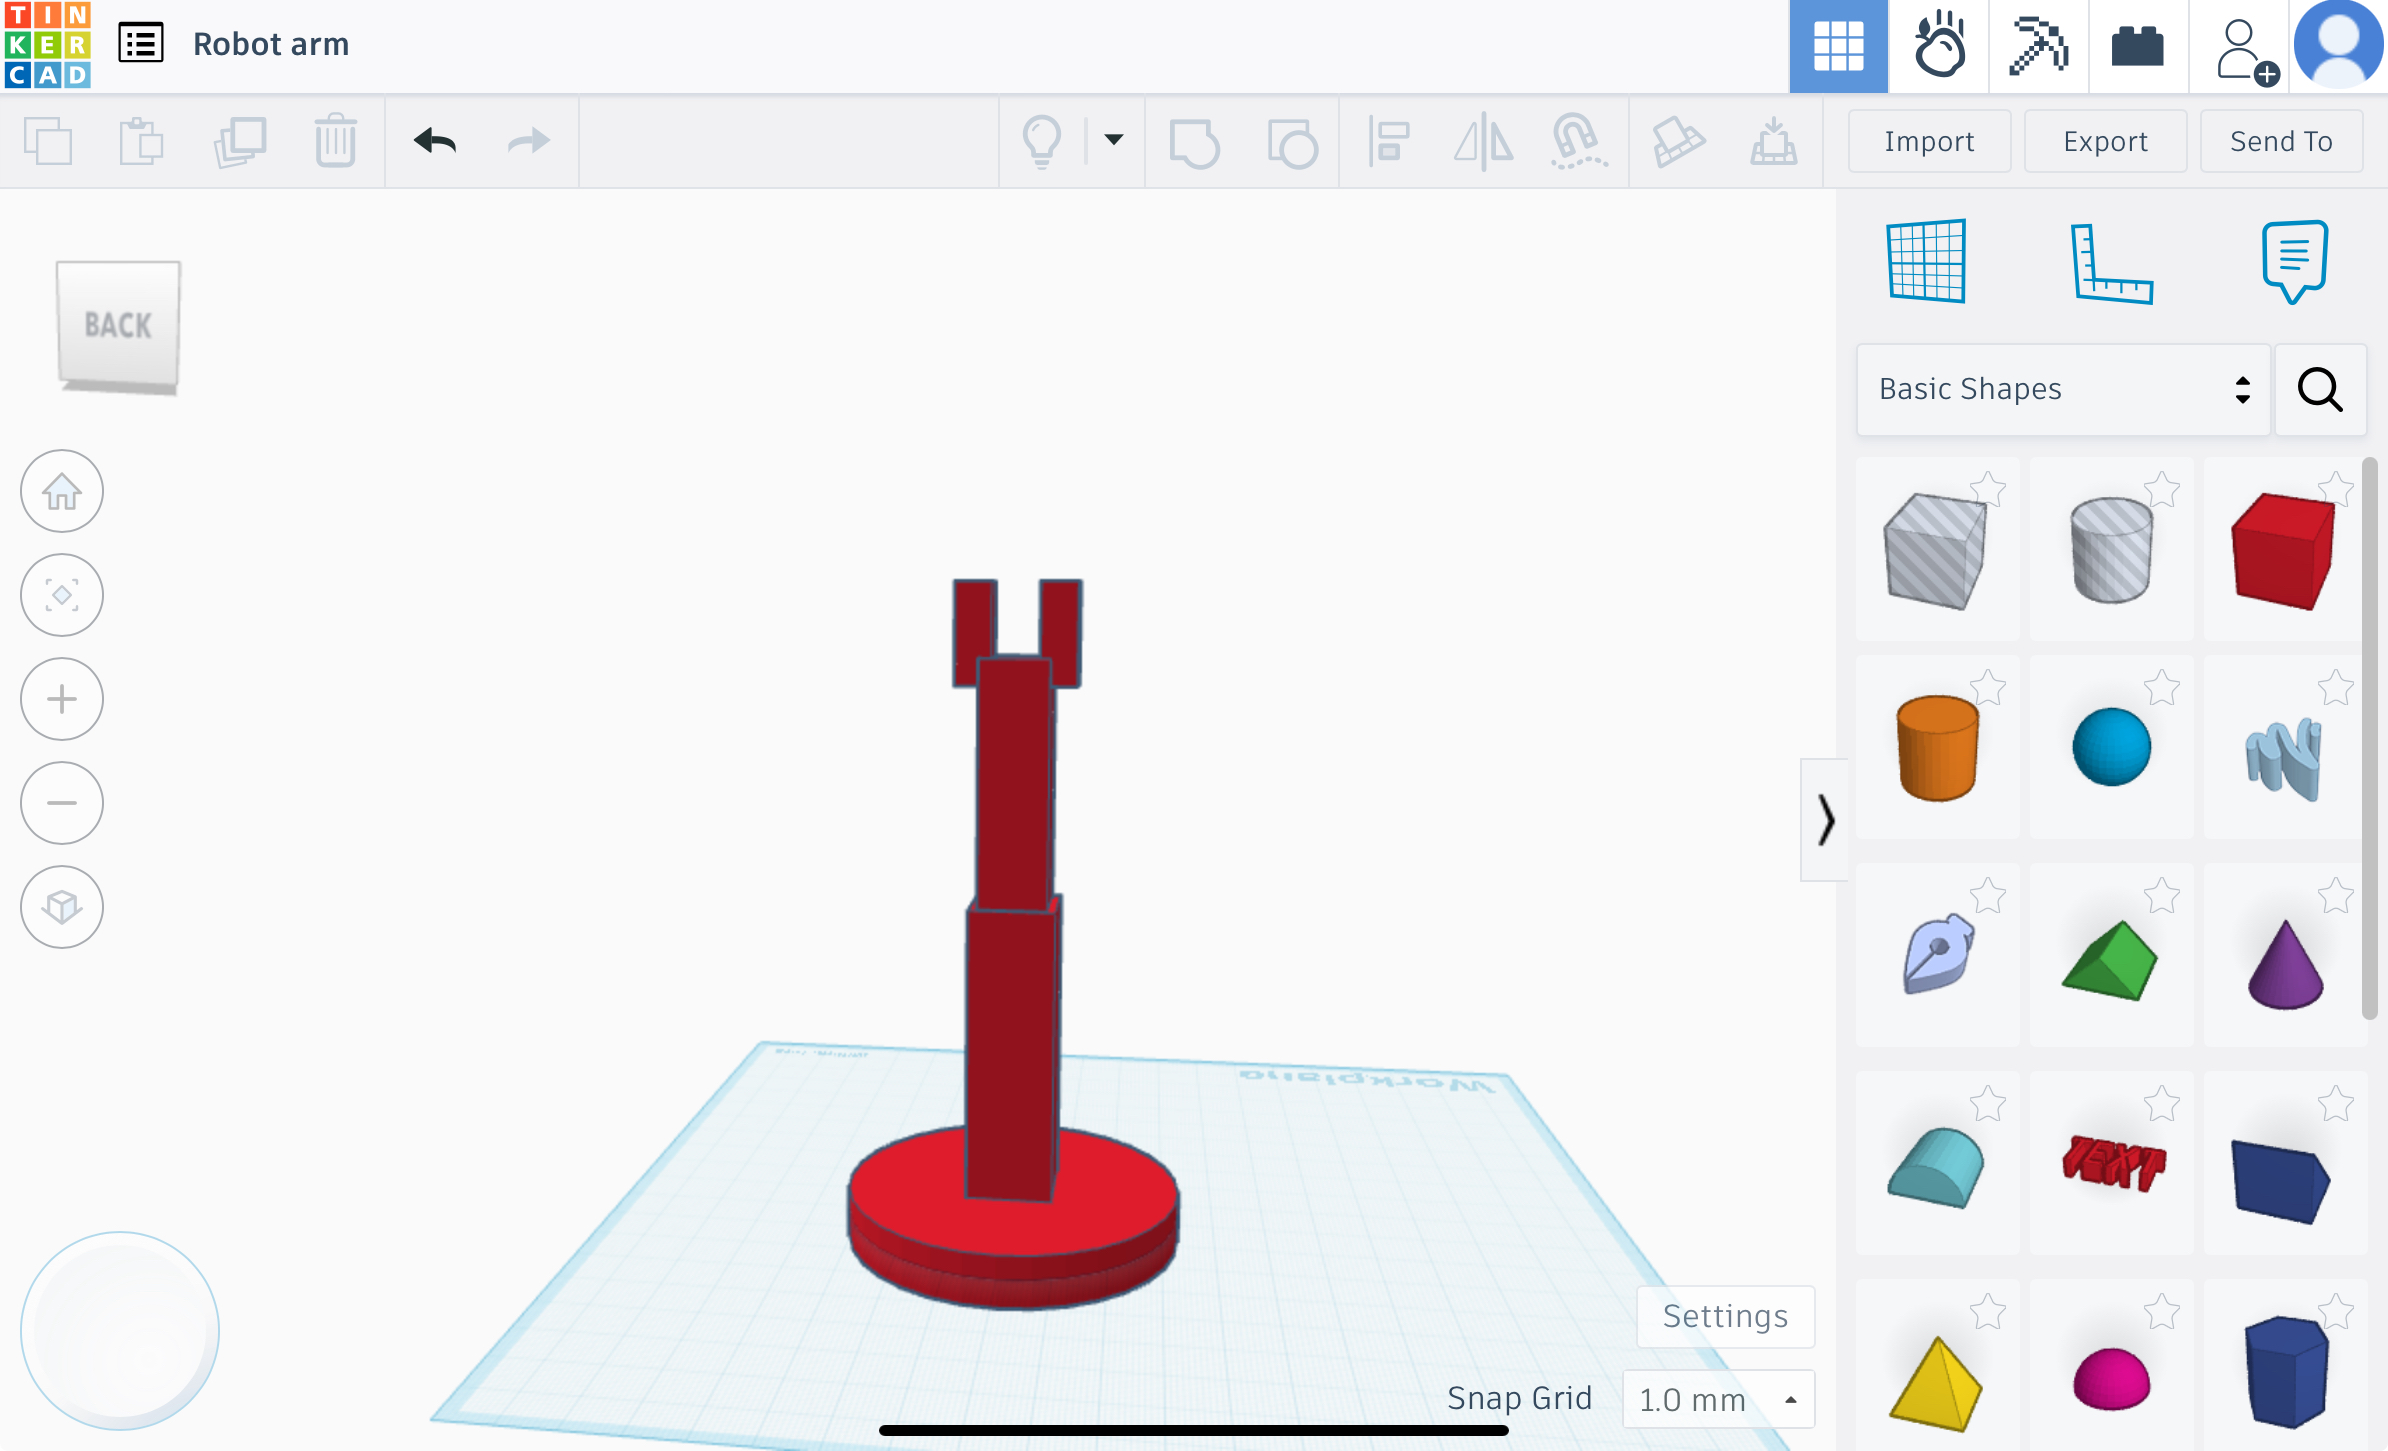 TIN
KER
CAD
Robot arm
Import
Export
Send To
BACK
Basic Shapes
TEXT
Workplane
Settings
Snap Grid
1.0 mm